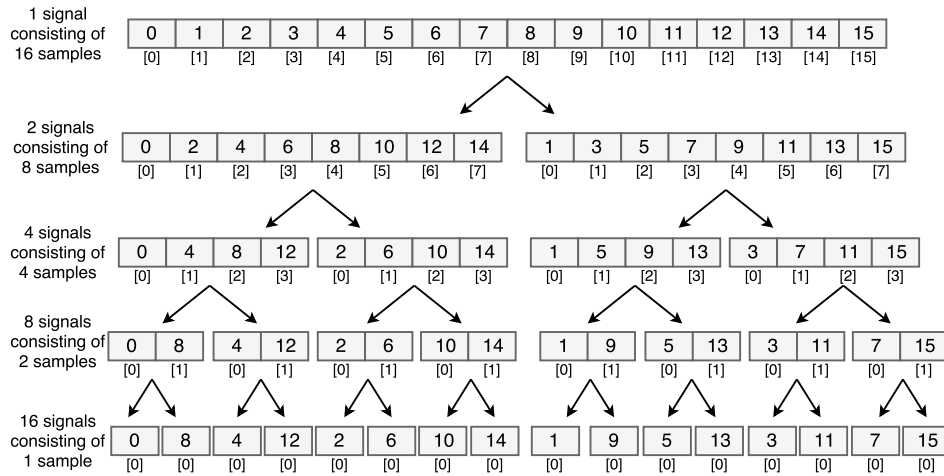 1 signal
consisting of
16 samples
0 1 2 3 4 5 6 7 8 9 10 11 12 13 14 15
[0] [1] [2] [3] [4] [5] [6] [7] [8] [9] [10] [11] [12] [13] [14] [15]
2 signals
consisting of
8 samples
0 2 4 6 8 10 12 14 1 3 5 7 9 11 13 15
[0] [1] [2] [3] [4] [5] [6] [7] [0] [1] [2] [3] [4] [5] [6] [7]
4 signals
consisting of
4 samples
0 4 8 12 2 6 10 14 1 5 9 13 3 7 11 15
[0] [1] [2] [3] [0] [1] [2] [3] [0] [1] [2] [3] [0] [1] [2] [3]
8 signals
consisting of
2 samples
0 8 4 12 2 6 10 14 1 9 5 13 3 11 7 15
[0] [1] [0] [1] [0] [1] [0] [1] [0] [1] [0] [1] [0] [1] [0] [1]
16 signals
consisting of
1 sample
0 8 4 12 2 6 10 14 1 9 5 13 3 11 7 15
[0] [0] [0] [0] [0] [0] [0] [0] [0] [0] [0] [0] [0] [0] [0] [0]